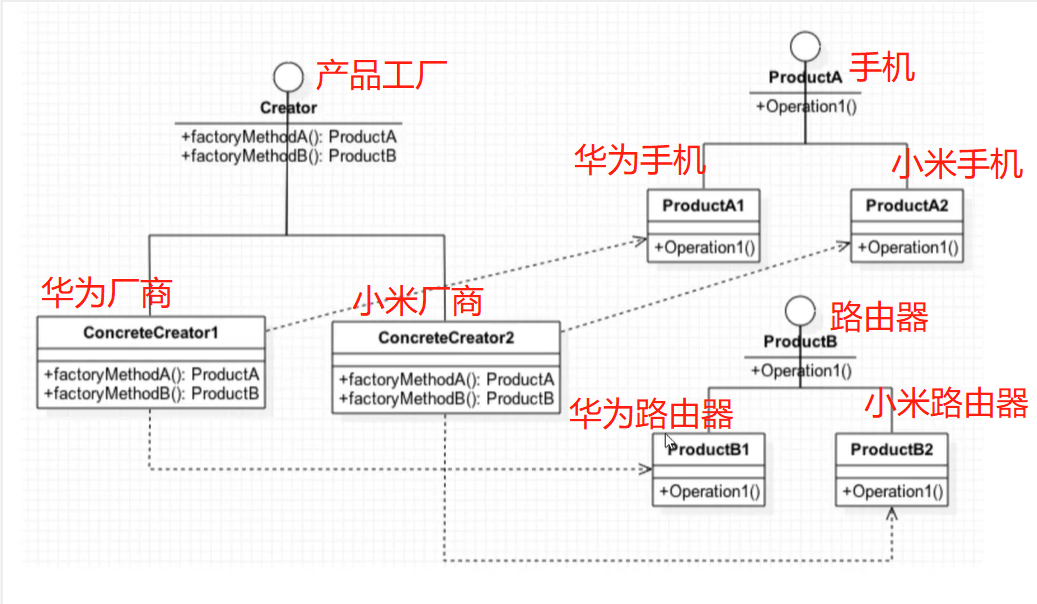 产品工厂
Creator
+factoryMethodA(): ProductA
+factoryMethodB(): ProductB
手机
ProductA
+Operation1()
华为手机
小米手机
ProductA1
+Operation1()
ProductA2
+Operation1()
华为厂商
小米厂商
ConcreteCreator1
+factoryMethodA(): ProductA
+factoryMethodB(): ProductB
ConcreteCreator2
+factoryMethodA(): ProductA
+factoryMethodB(): ProductB
路由器
ProductB
+Operation1()
华为路由器
小米路由器
ProductB1
+Operation1()
ProductB2
+Operation1()